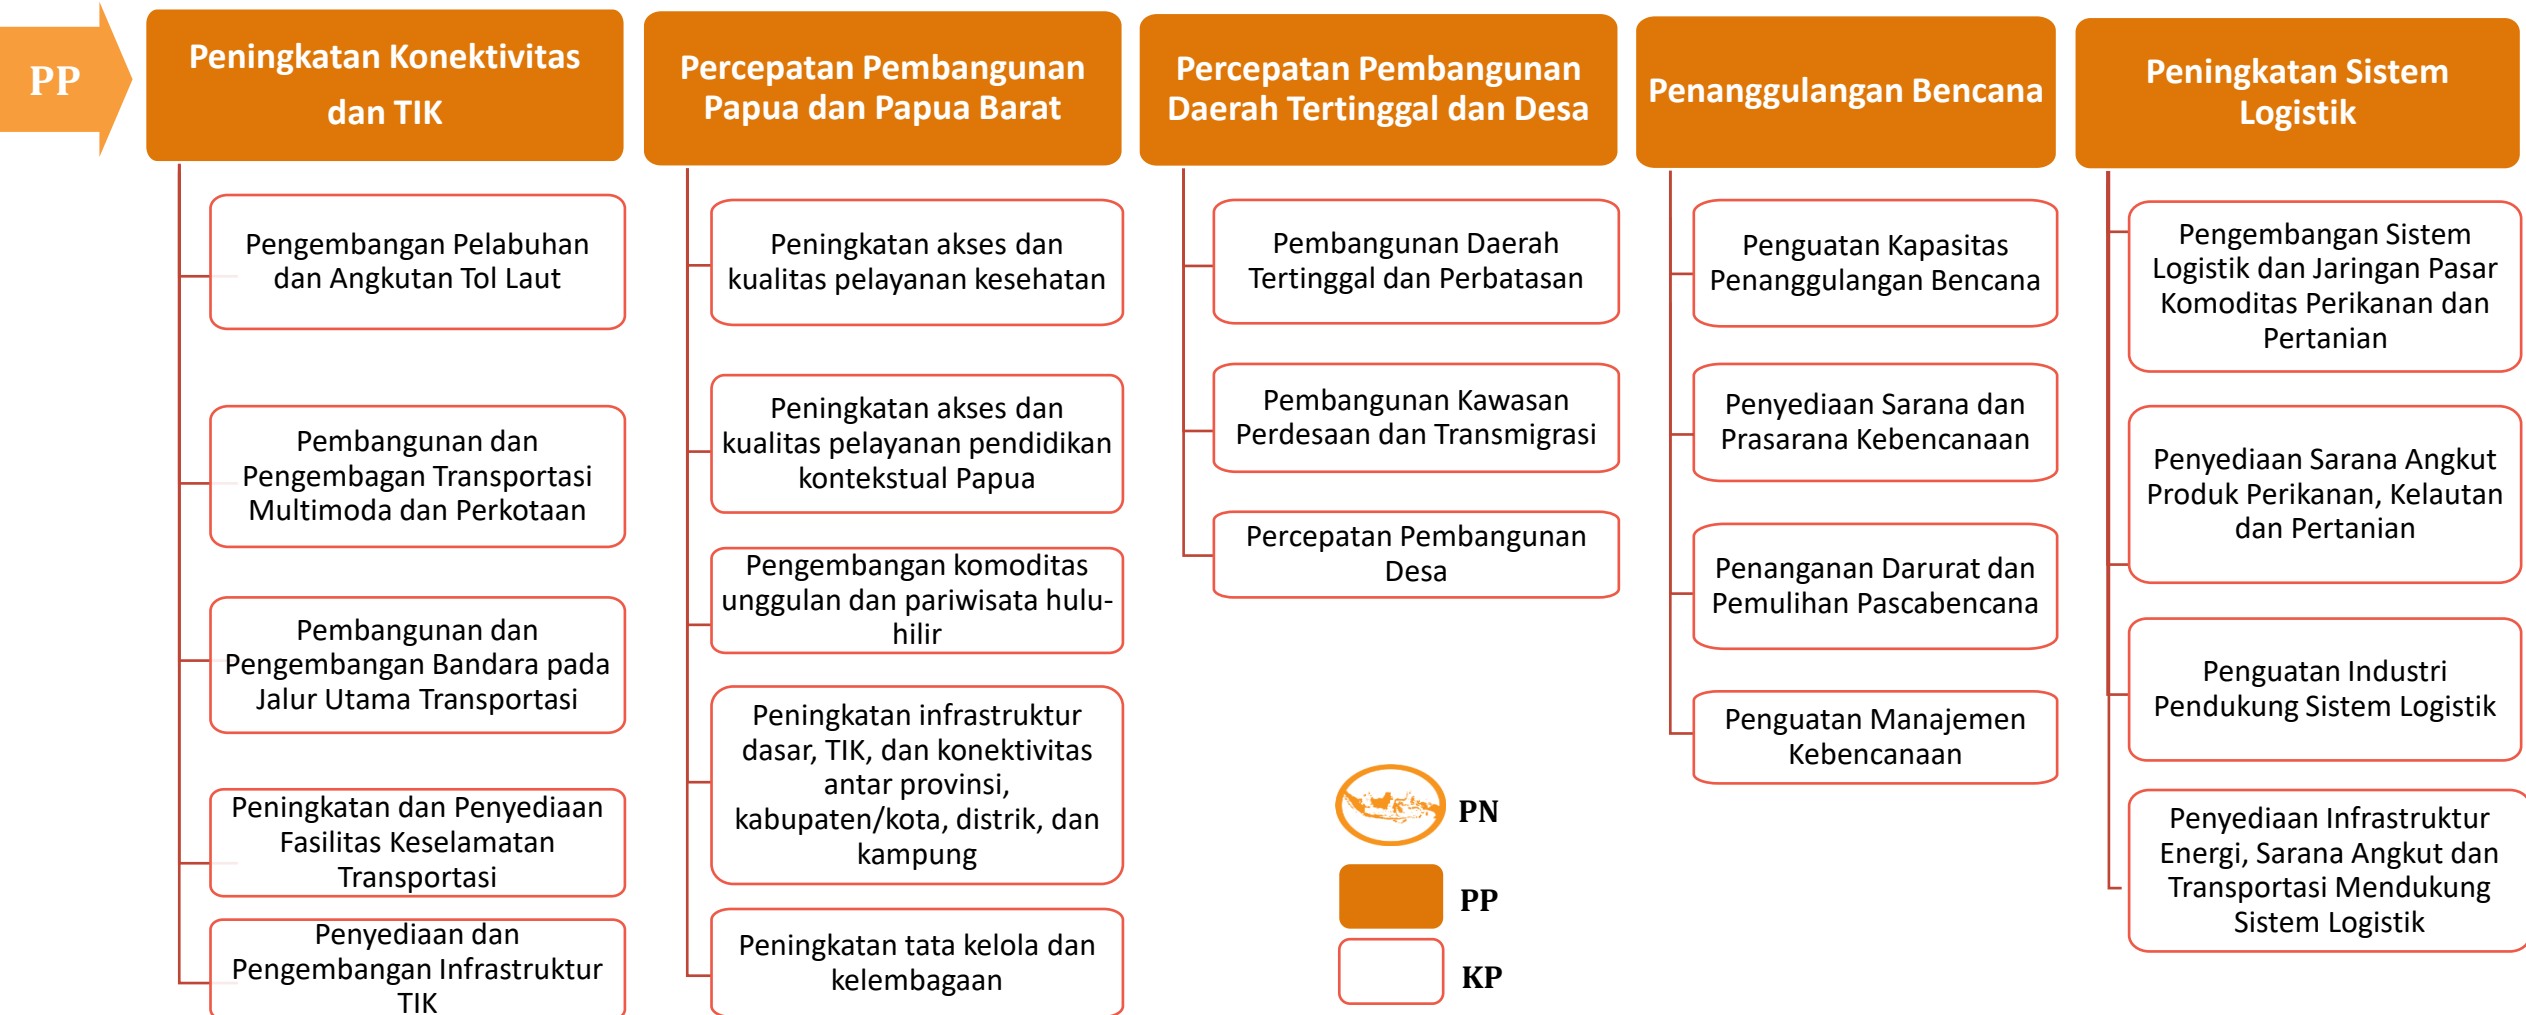 PP
Peningkatan Konektivitas
dan TIK
Pengembangan Pelabuhan
dan Angkutan Tol Laut
Pembangunan dan
Pengembagan Transportasi
Multimoda dan Perkotaan
Pembangunan dan
Pengembangan Bandara pada
Jalur Utama Transportasi
Peningkatan dan Penyediaan
Fasilitas Keselamatan
Transportasi
Penyediaan dan
Pengembangan Infrastruktur
TIK
Percepatan Pembangunan
Papua dan Papua Barat
Peningkatan akses dan
kualitas pelayanan kesehatan
Peningkatan akses dan
kualitas pelayanan pendidikan
kontekstual Papua
Pengembangan komoditas
unggulan dan pariwisata hulu-
hilir
Peningkatan infrastruktur
dasar, TIK, dan konektivitas
antar provinsi,
kabupaten/kota, distrik, dan
kampung
Peningkatan tata kelola dan
kelembagaan
Percepatan Pembangunan
Daerah Tertinggal dan Desa
Pembangunan Daerah
Tertinggal dan Perbatasan
Pembangunan Kawasan
Perdesaan dan Transmigrasi
Percepatan Pembangunan
Desa
Penanggulangan Bencana
Penguatan Kapasitas
Penanggulangan Bencana
Penyediaan Sarana dan
Prasarana Kebencanaan
Penanganan Darurat dan
Pemulihan Pascabencana
Penguatan Manajemen
Kebencanaan
Peningkatan Sistem
Logistik
Pengembangan Sistem
Logistik dan Jaringan Pasar
Komoditas Perikanan dan
Pertanian
Penyediaan Sarana Angkut
Produk Perikanan, Kelautan
dan Pertanian
Penguatan Industri
Pendukung Sistem Logistik
Penyediaan Infrastruktur
Energi, Sarana Angkut dan
Transportasi Mendukung
Sistem Logistik
PN
PP
KP